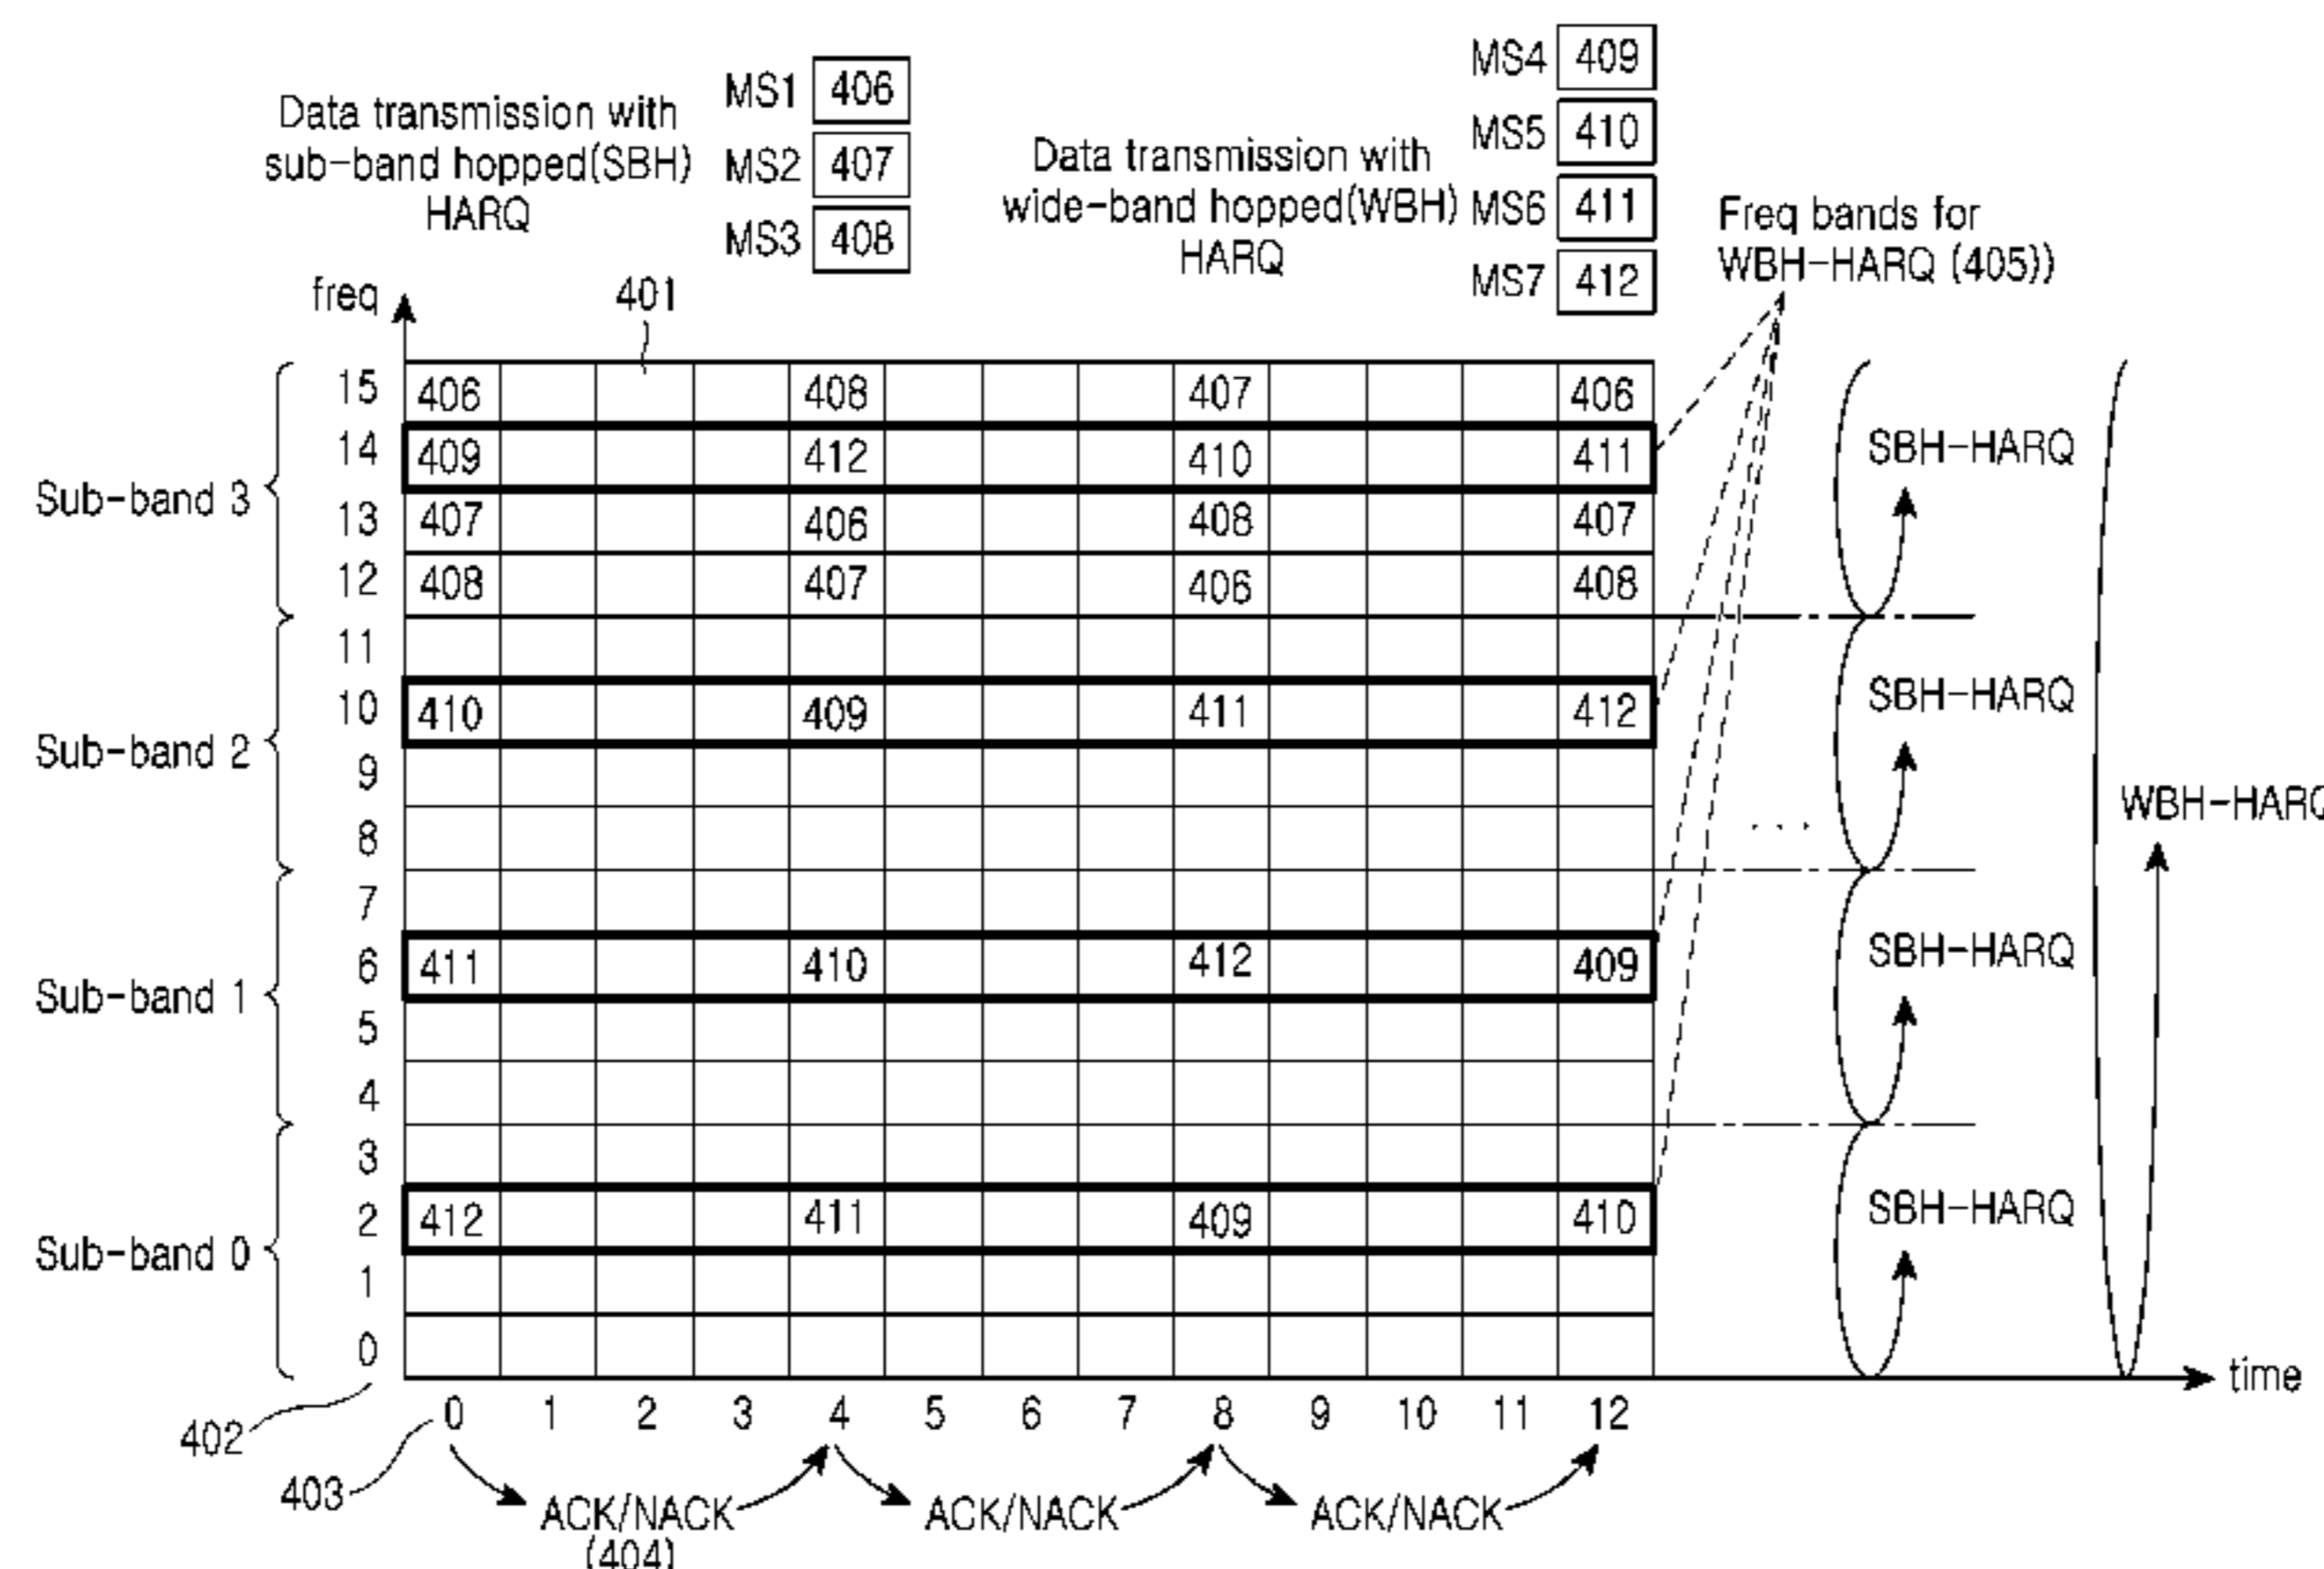 Data transmission with
sub-band hopped(SBH)
HARQ
MS1 406
MS2 407
MS3 408
Data transmission with
wide-band hopped(WBH)
HARQ
MS4 409
MS5 410
MS6 411
MS7 412
Freq bands for
WBH-HARQ (405))
freq
401
15 406 408 407 406
14 409 412 410 411
Sub-band 3
13 407 406 408 407
12 408 407 406 408
11
10 410 409 411 412
Sub-band 2
9
8
7
6 411 410 412 409
Sub-band 1
5
4
3
2 412 411 409 410
Sub-band 0
1
0
SBH-HARQ
SBH-HARQ
. . .
SBH-HARQ
SBH-HARQ
WBH-HARQ
time
402
403
0 1 2 3 4 5 6 7 8 9 10 11 12
ACK/NACK ACK/NACK ACK/NACK
(404)